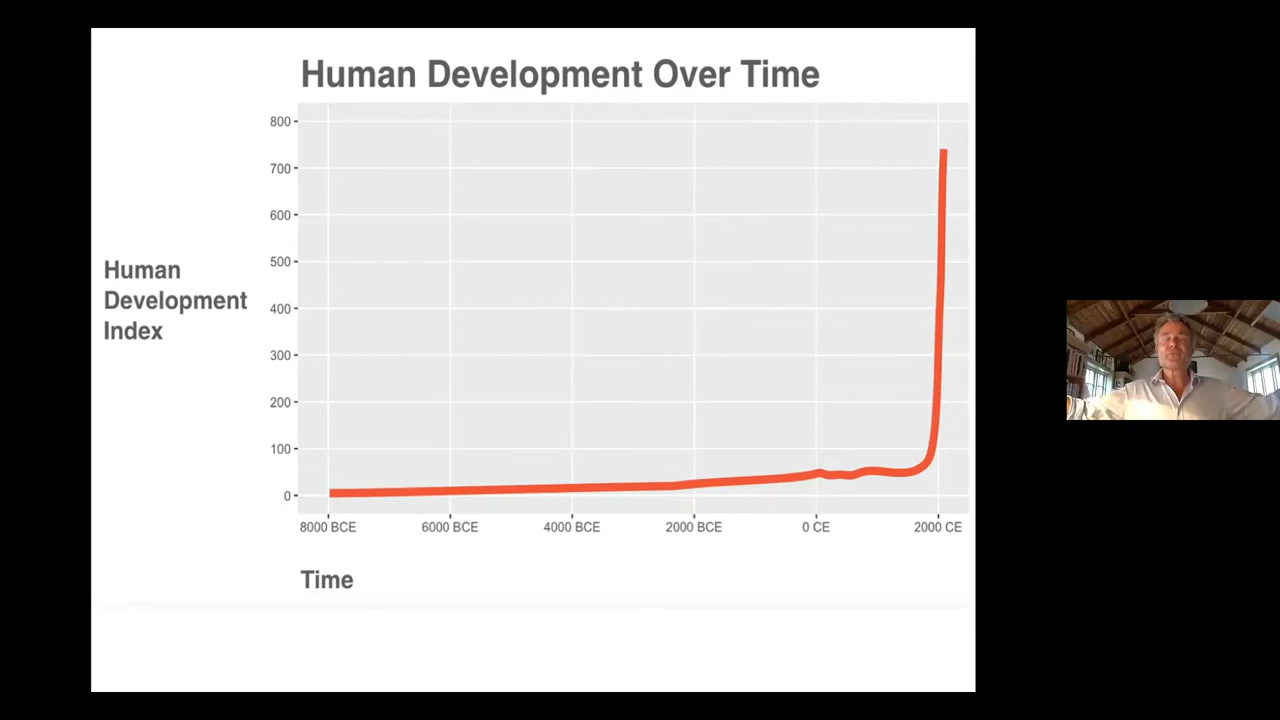 Human Development Over Time
800
700
600
500
400
300
200
100
0
Human
Development
Index
8000 BCE 6000 BCE 4000 BCE 2000 BCE 0 CE 2000 CE
Time